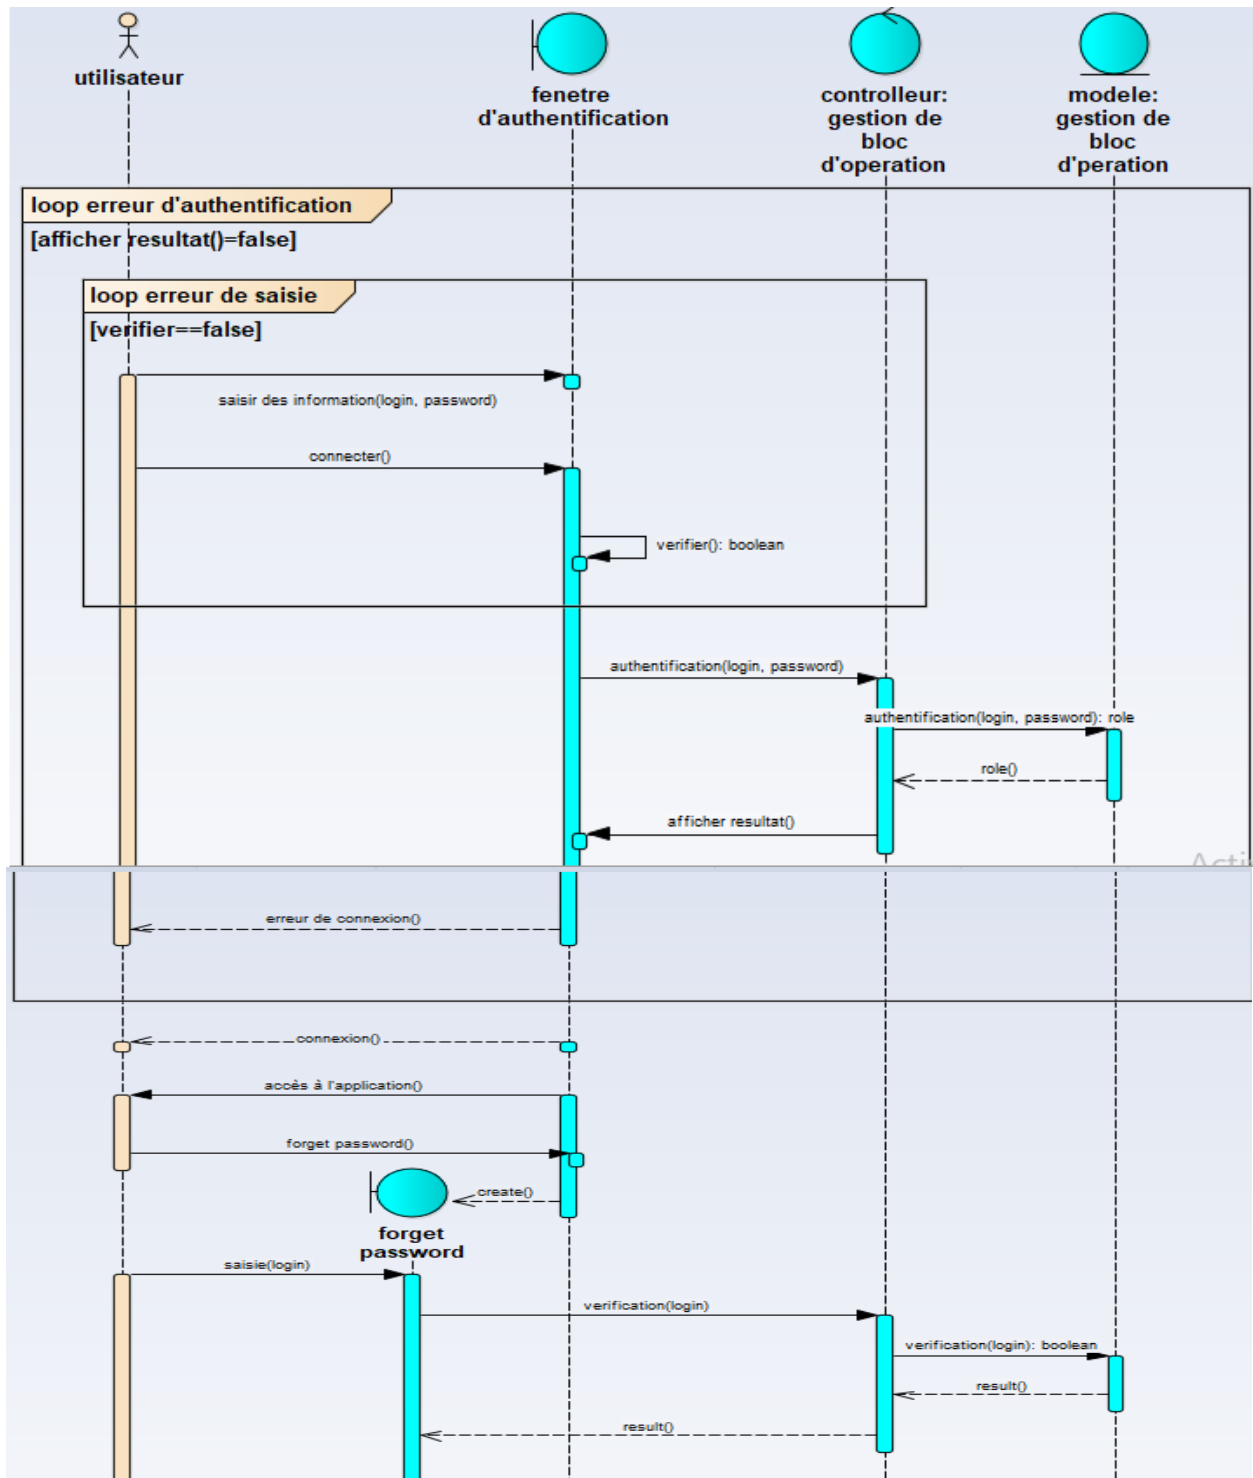 utilisateur
fenetre
d'authentification
controlleur:
gestion de
bloc
d'operation
modele:
gestion de
bloc
d'peration
loop erreur d'authentification
[afficher resultat()=false]
loop erreur de saisie
[verifier==false]
saisir des information(login, password)
connecter()
verifier(): boolean
authentification(login, password)
authentification(login, password): role
role()
afficher resultat()
erreur de connexion()
connexion()
accès à l'application()
forget password()
create()
forget
password
saisie(login)
verification(login)
verification(login): boolean
result()
result()